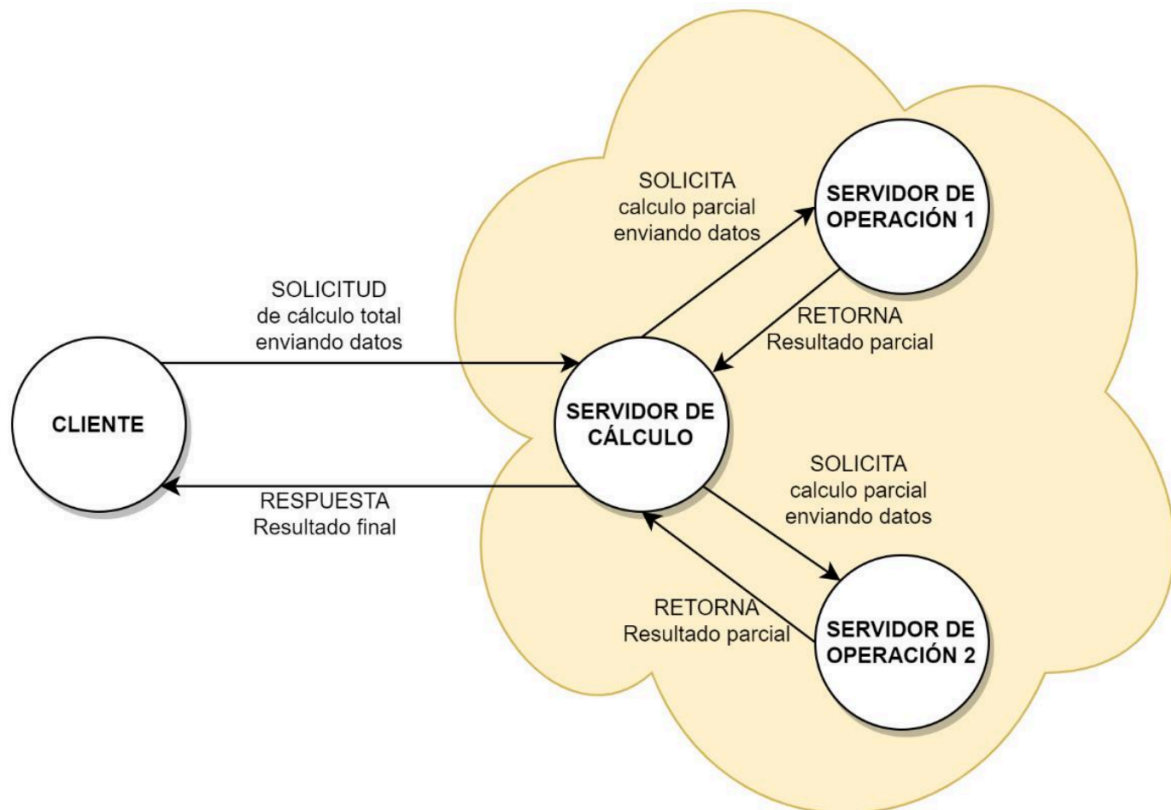 SOLICITUD
de cálculo total
enviando datos
CLIENTE
RESPUESTA
Resultado final
SERVIDOR DE
CÁLCULO
SOLICITA
calculo parcial
enviando datos
SERVIDOR DE
OPERACIÓN 1
RETORNA
Resultado parcial
SOLICITA
calculo parcial
enviando datos
RETORNA
Resultado parcial
SERVIDOR DE
OPERACIÓN 2